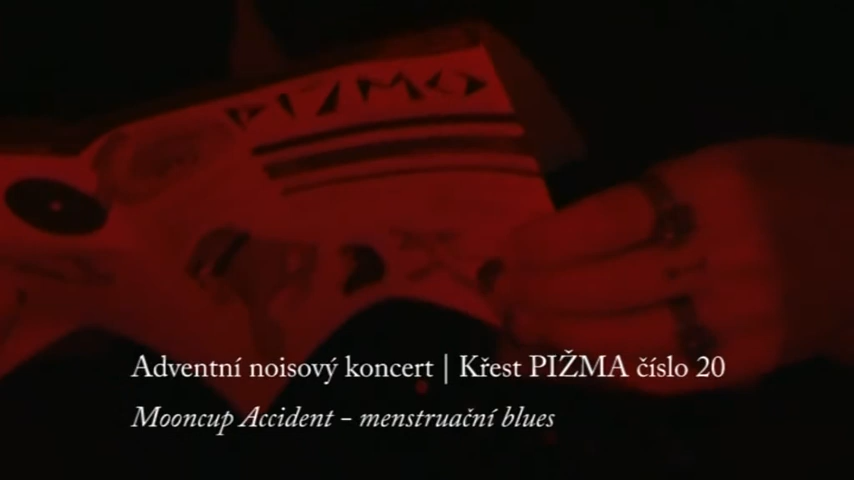 PIŽMO
Adventní noisový koncert | Křest PIŽMA číslo 20
Mooncup Accident – menstruační blues